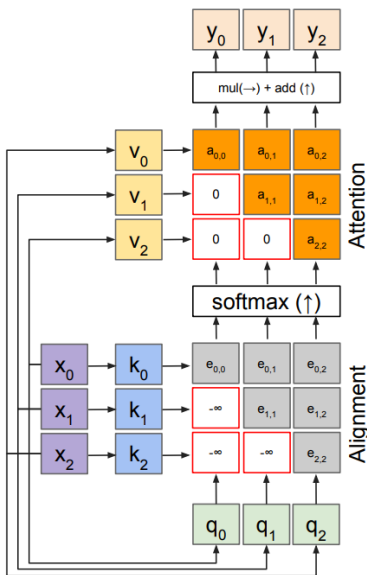 y0 y1 y2
mul(→) + add (↑)
v0 a0,0 a0,1 a0,2
v1 0 a1,1 a1,2
v2 0 0 a2,2
Attention
softmax (↑)
x0 k0 e0,0 e0,1 e0,2
x1 k1 -∞ e1,1 e1,2
x2 k2 -∞ -∞ e2,2
Alignment
q0 q1 q2